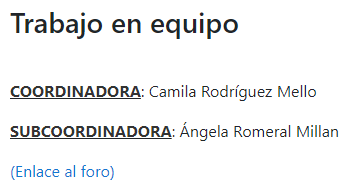 Trabajo en equipo
COORDINADORA: Camila Rodríguez Mello
SUBCOORDINADORA: Ángela Romeral Millan
(Enlace al foro)